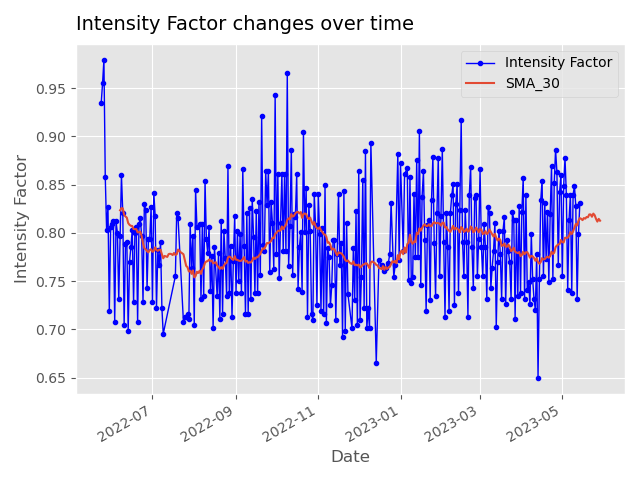 Intensity Factor changes over time
Intensity Factor
SMA_30
0.95
0.90
0.85
0.80
0.75
0.70
0.65
Intensity Factor
2022-07
2022-09
2022-11
2023-01
2023-03
2023-05
Date